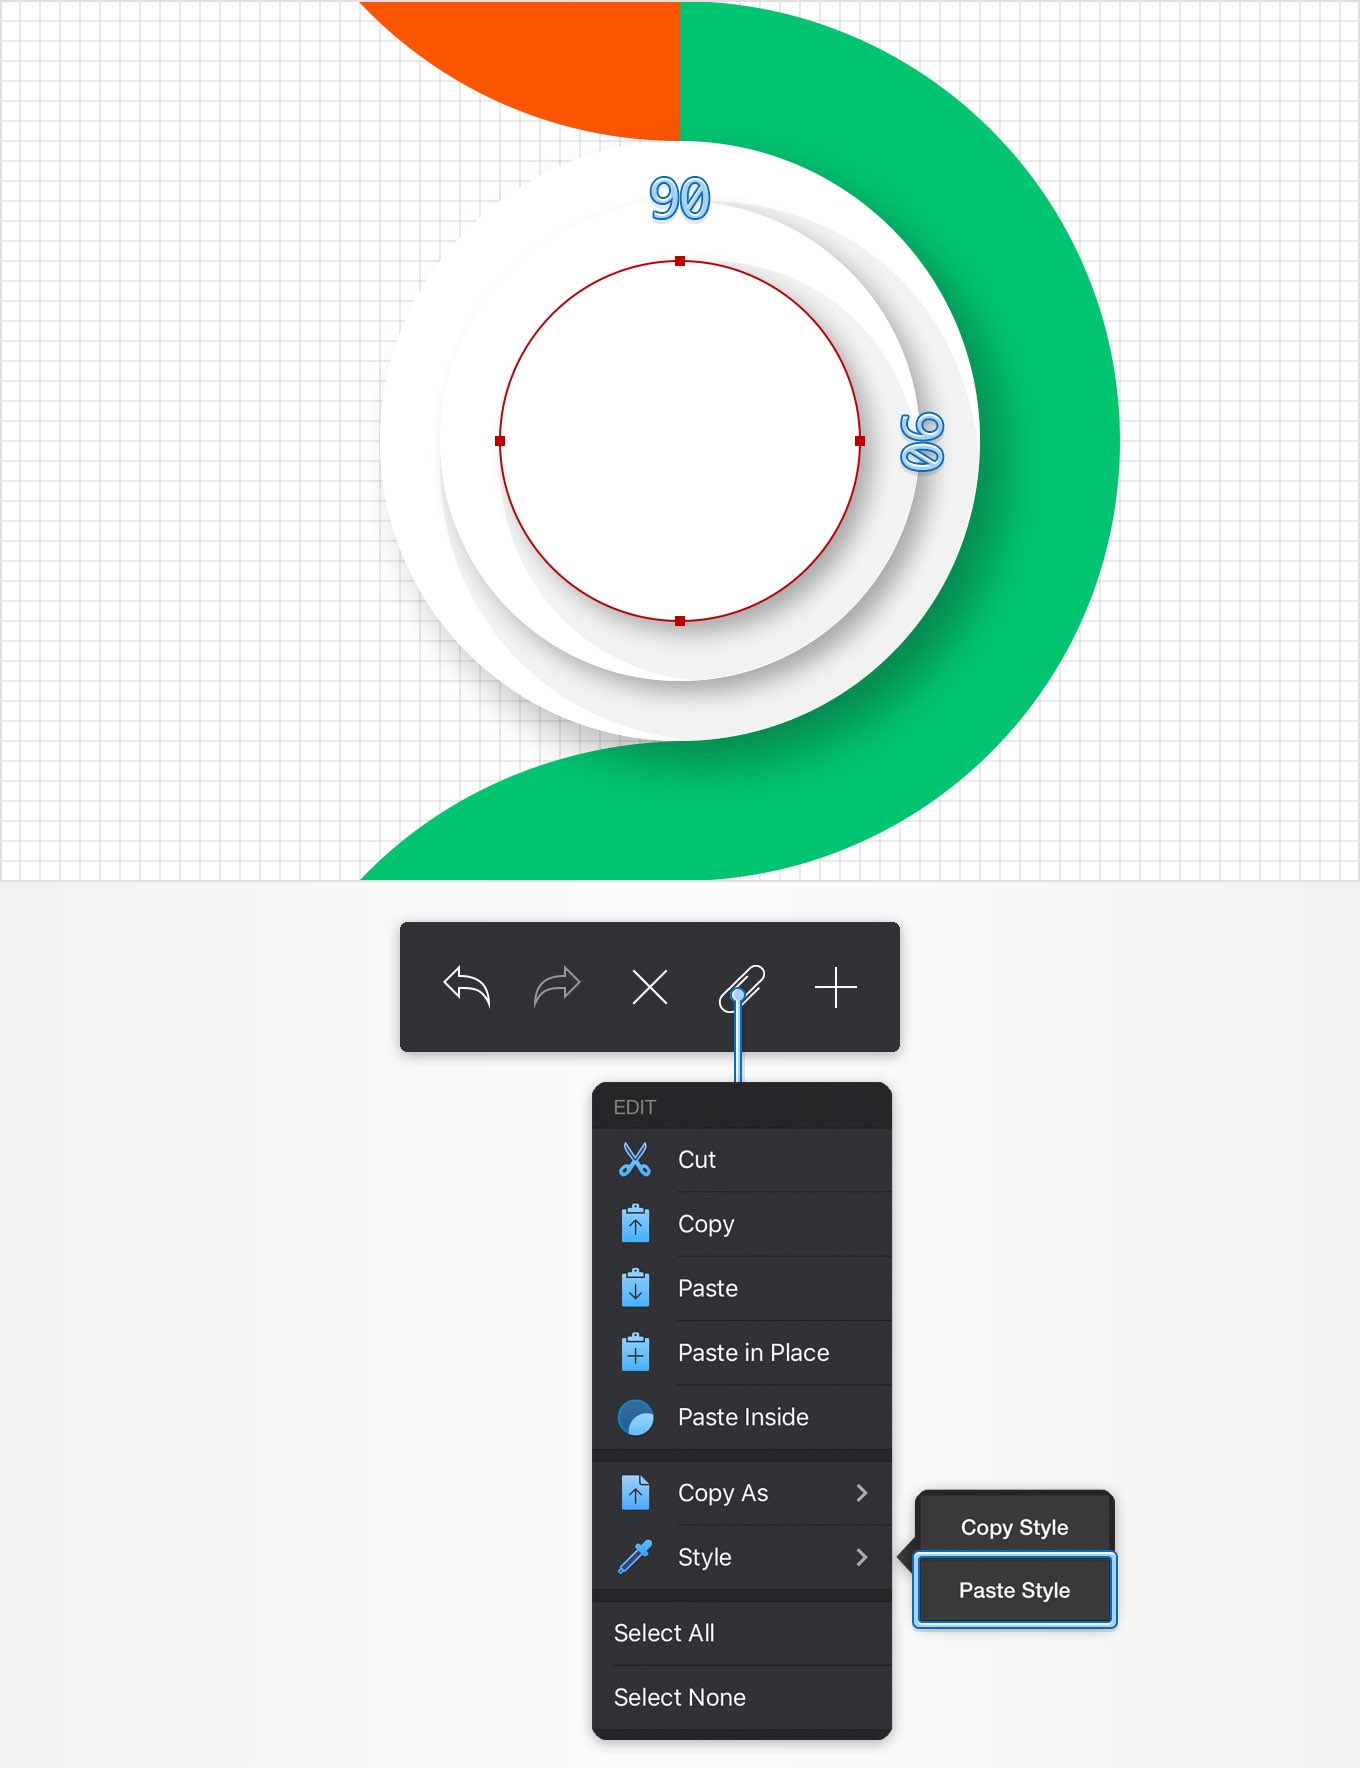 90
90
EDIT
Cut
Copy
Paste
Paste in Place
Paste Inside
Copy As
Style
Copy Style
Paste Style
Select All
Select None